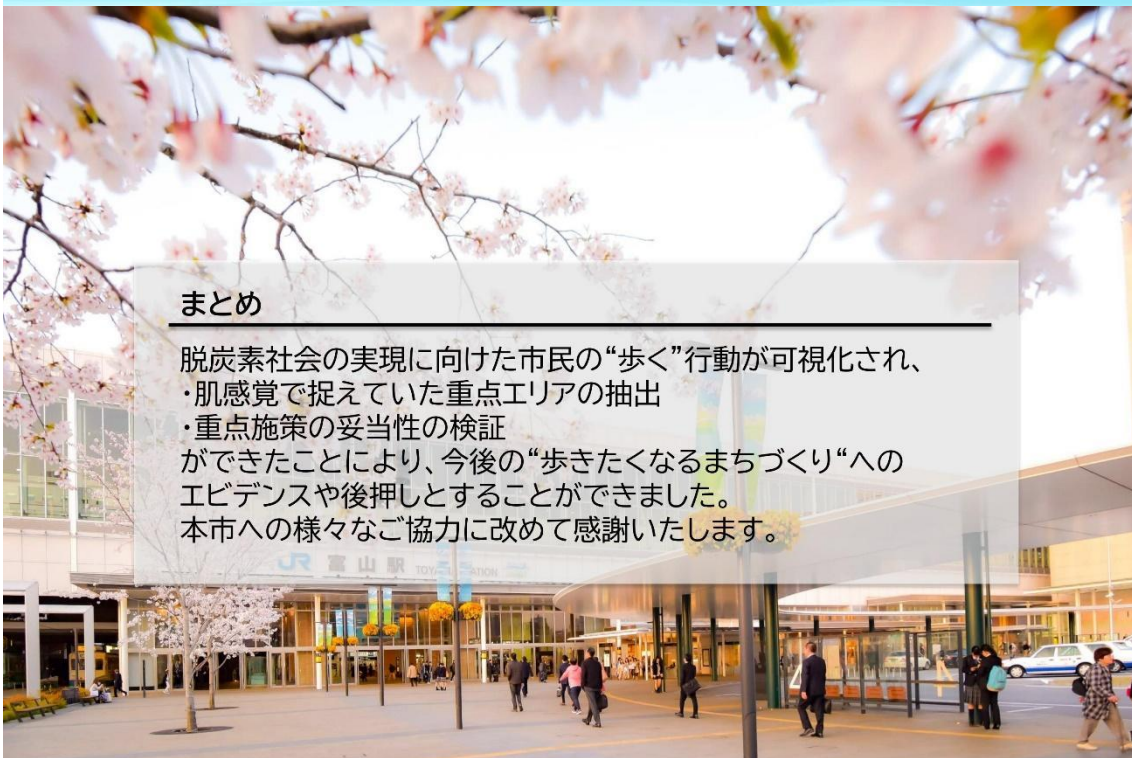 まとめ
脱炭素社会の実現に向けた市民の“歩く”行動が可視化され、
・肌感覚で捉えていた重点エリアの抽出
・重点施策の妥当性の検証
ができたことにより、今後の“歩きたくなるまちづくり“への
エビデンスや後押しとすることができました。
本市への様々なご協力に改めて感謝いたします。
JR 富山駅 TOYAMA STATION